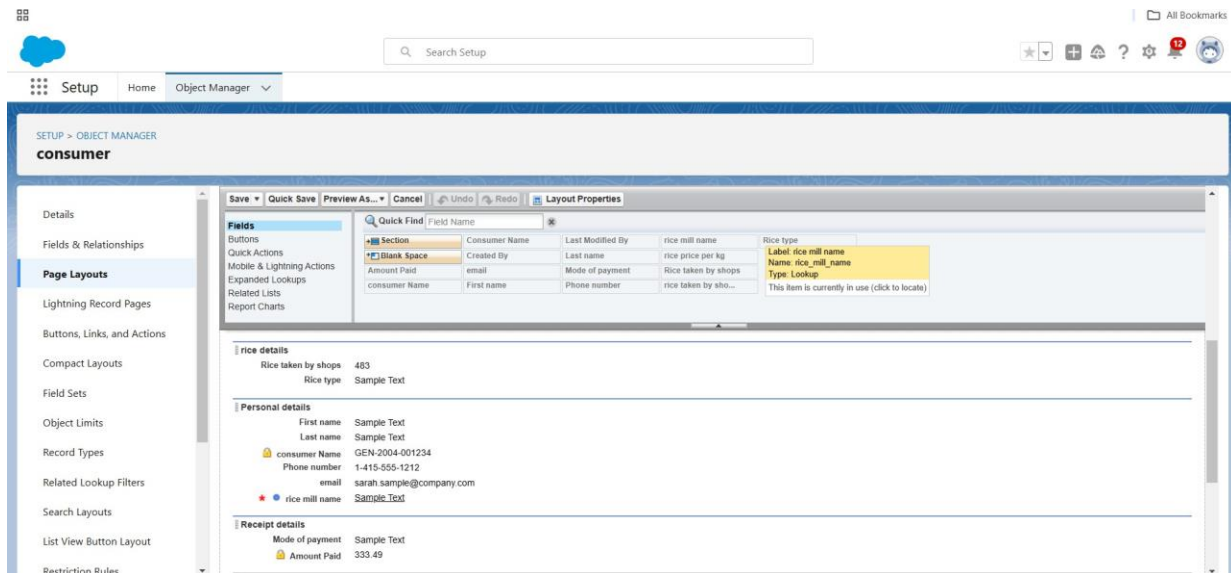 All Bookmarks
Search Setup
12
Setup Home Object Manager
SETUP > OBJECT MANAGER
consumer
Details
Fields & Relationships
Page Layouts
Lightning Record Pages
Buttons, Links, and Actions
Compact Layouts
Field Sets
Object Limits
Record Types
Related Lookup Filters
Search Layouts
List View Button Layout
Restriction Rules
Save Quick Save Preview As... Cancel Undo Redo Layout Properties
Fields
Buttons
Quick Actions
Mobile & Lightning Actions
Expanded Lookups
Related Lists
Report Charts
Quick Find Field Name
Section Consumer Name Last Modified By rice mill name Rice type
Blank Space Created By Last name rice price per kg
Amount Paid email Mode of payment Rice taken by shops
consumer Name First name Phone number rice taken by sho...
Label: rice mill name
Name: rice_mill_name
Type: Lookup
This item is currently in use (click to locate)
rice details
Rice taken by shops 483
Rice type Sample Text
Personal details
First name Sample Text
Last name Sample Text
consumer Name GEN-2004-001234
Phone number 1-415-555-1212
email sarah.sample@company.com
rice mill name Sample Text
Receipt details
Mode of payment Sample Text
Amount Paid 333.49